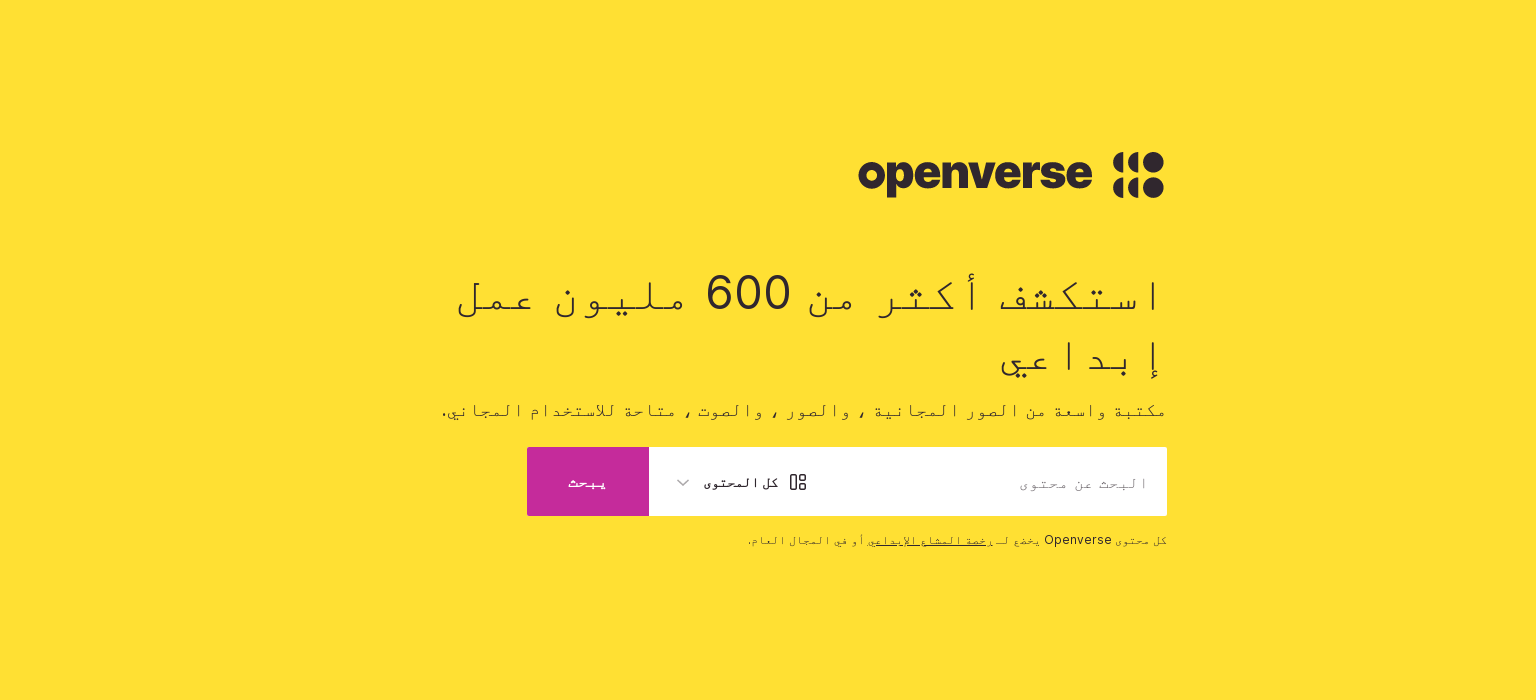 openverse
استكشف أكثر من 600 مليون عمل
إبداعي
مكتبة واسعة من الصور المجانية ، والصور ، والصوت ، متاحة للاستخدام المجاني.
البحث عن محتوى
كل المحتوى
يبحث
كل محتوى Openverse يخضع لـ رخصة المشاع الإبداعي أو في المجال العام.